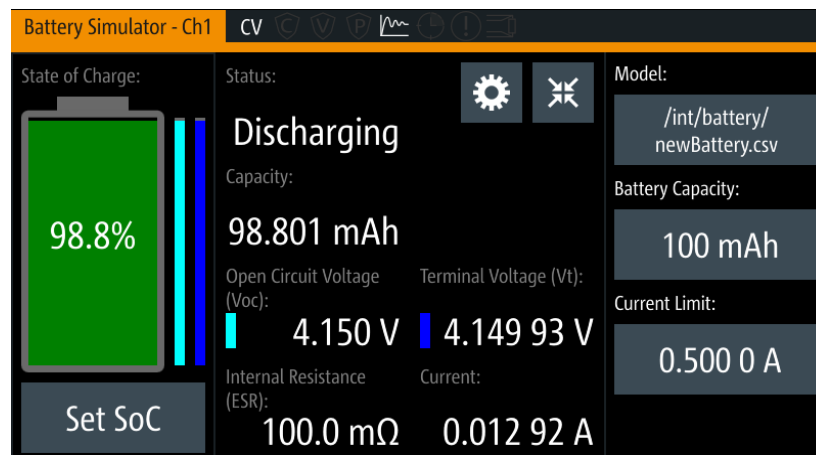 Battery Simulator - Ch1
CV
State of Charge:
98.8%
Set SoC
Status:
Discharging
Capacity:
98.801 mAh
Open Circuit Voltage
(Voc):
4.150 V
Terminal Voltage (Vt):
4.149 93 V
Internal Resistance
(ESR):
100.0 mΩ
Current:
0.012 92 A
Model:
/int/battery/
newBattery.csv
Battery Capacity:
100 mAh
Current Limit:
0.500 0 A